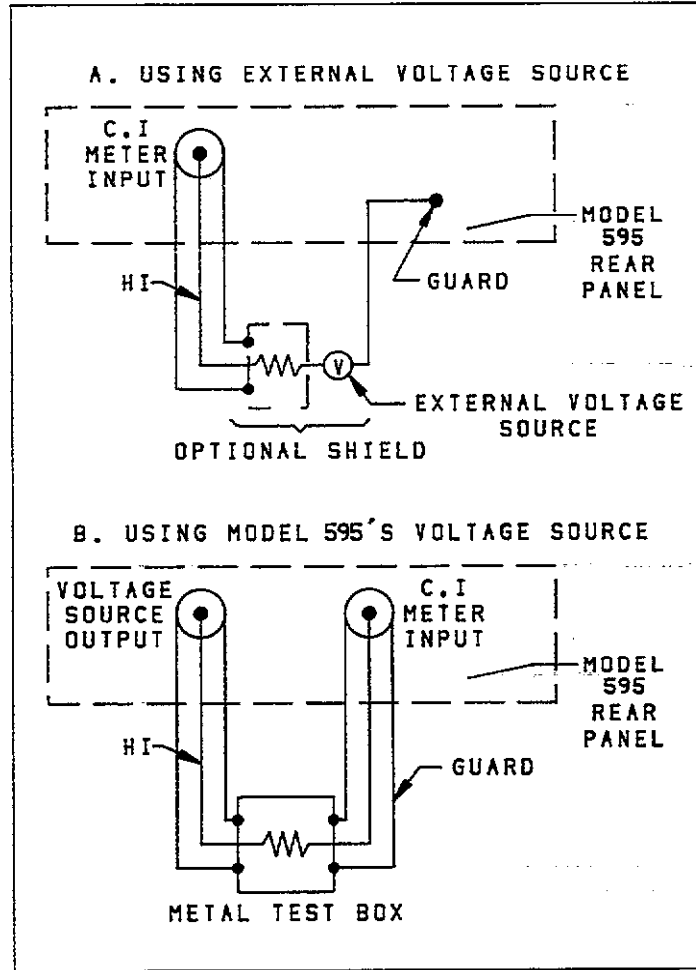 A. USING EXTERNAL VOLTAGE SOURCE
C.I
METER
INPUT
MODEL
595
REAR
PANEL
HI
GUARD
V
EXTERNAL VOLTAGE
SOURCE
OPTIONAL SHIELD
B. USING MODEL 595'S VOLTAGE SOURCE
VOLTAGE
SOURCE
OUTPUT
C.I
METER
INPUT
MODEL
595
REAR
PANEL
HI
GUARD
METAL TEST BOX